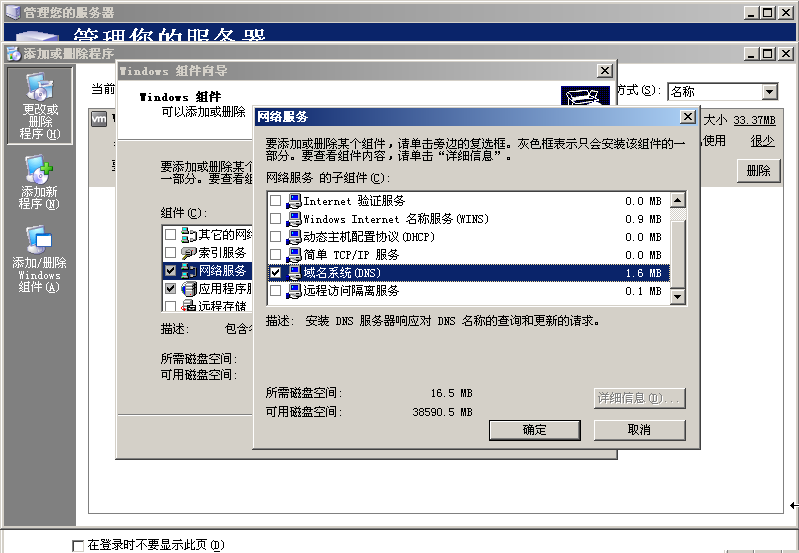 管理您的服务器
管理您的服务器
添加或删除程序
更改或
删除
程序(H)
添加新
程序(N)
添加/删除
Windows
组件(A)
当前
方式(S):
名称
vm
大小 33.37MB
使用 很少
删除
Windows 组件向导
Windows 组件
可以添加或删除
要添加或删除某个
一部分。要查看组
组件(C):
其它的网络
索引服务
网络服务
应用程序服
远程存储
描述:
所需磁盘空间:
可用磁盘空间:
网络服务
要添加或删除某个组件，请单击旁边的复选框。灰色框表示只会安装该组件的一
部分。要查看组件内容，请单击“详细信息”。
网络服务 的子组件(C):
Internet 验证服务 0.0 MB
Windows Internet 名称服务(WINS) 0.9 MB
动态主机配置协议(DHCP) 0.0 MB
简单 TCP/IP 服务 0.0 MB
域名系统(DNS) 1.6 MB
远程访问隔离服务 0.1 MB
描述: 安装 DNS 服务器响应对 DNS 名称的查询和更新的请求。
所需磁盘空间: 16.5 MB
可用磁盘空间: 38590.5 MB
详细信息(D)...
确定
取消
在登录时不要显示此页(D)